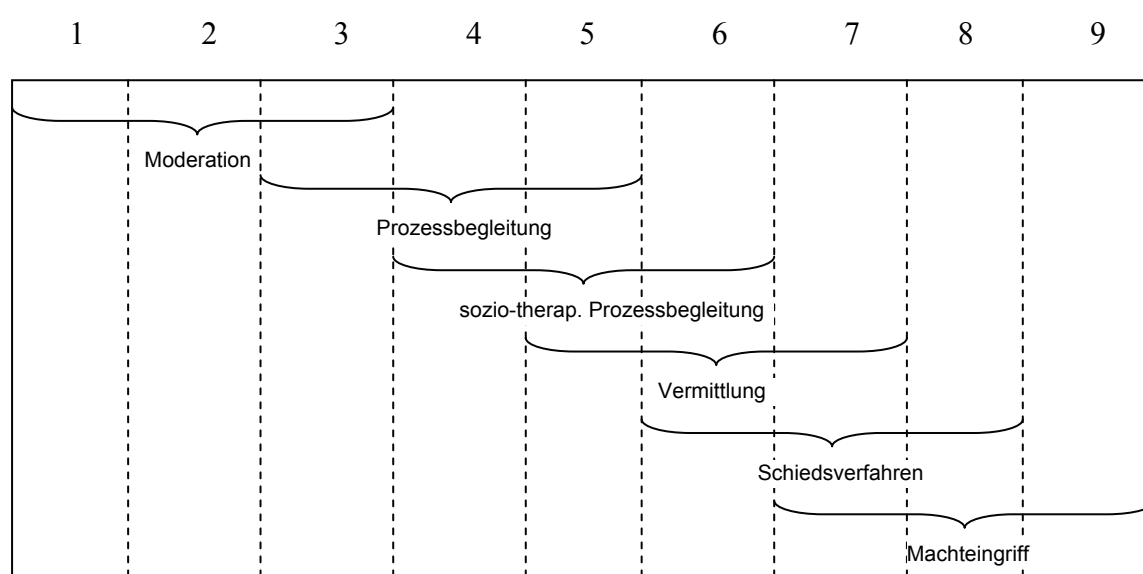 1 2 3 4 5 6 7 8 9
Moderation
Prozessbegleitung
sozio-therap. Prozessbegleitung
Vermittlung
Schiedsverfahren
Machteingriff